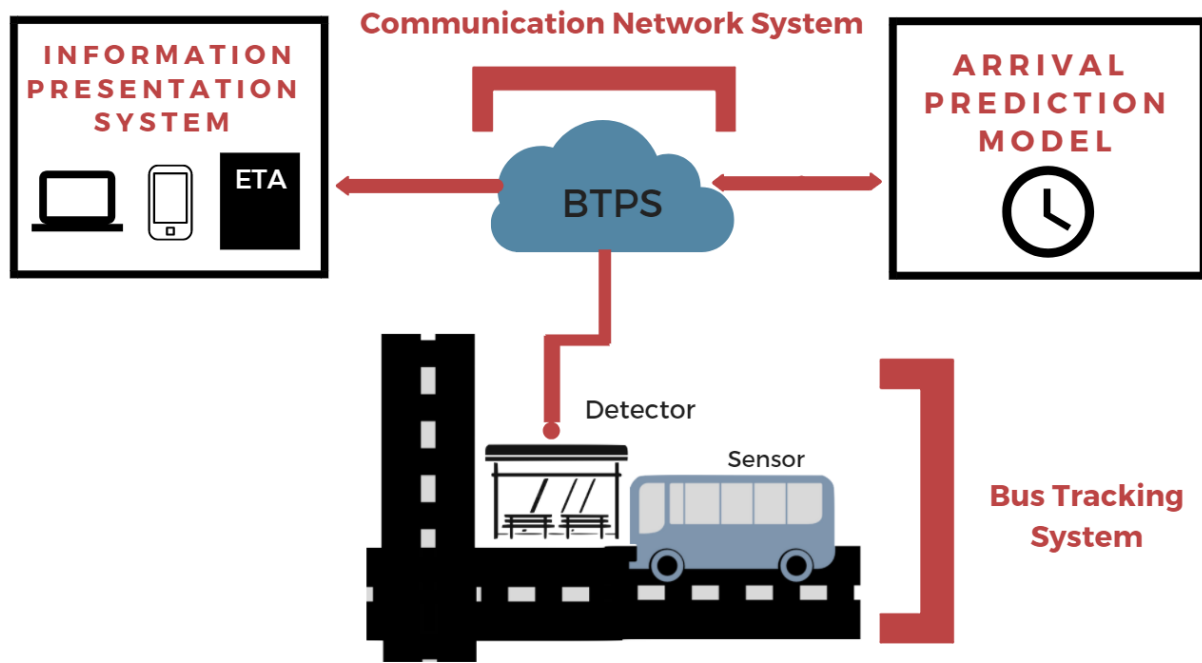 Communication Network System
INFORMATION
PRESENTATION
SYSTEM
ETA
BTPS
ARRIVAL
PREDICTION
MODEL
Detector
Sensor
Bus Tracking
System